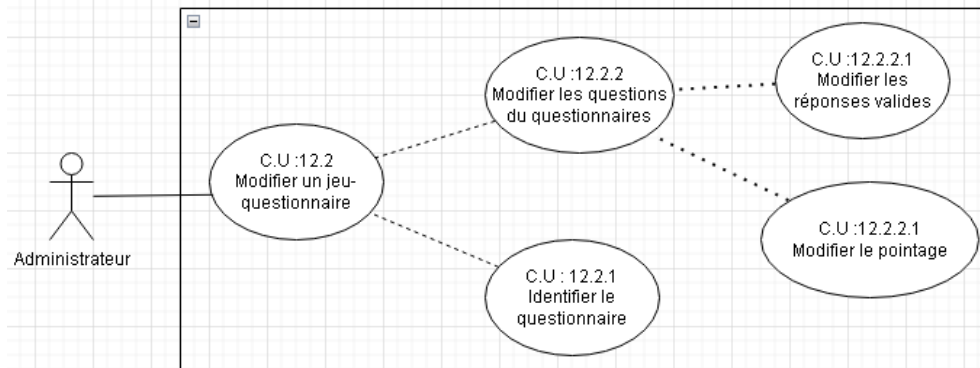 C.U :12.2.2.1
Modifier les
réponses valides
C.U :12.2.2
Modifier les questions
du questionnaires
C.U :12.2
Modifier un jeu-
questionnaire
Administrateur
C.U :12.2.2.1
Modifier le pointage
C.U : 12.2.1
Identifier le
questionnaire